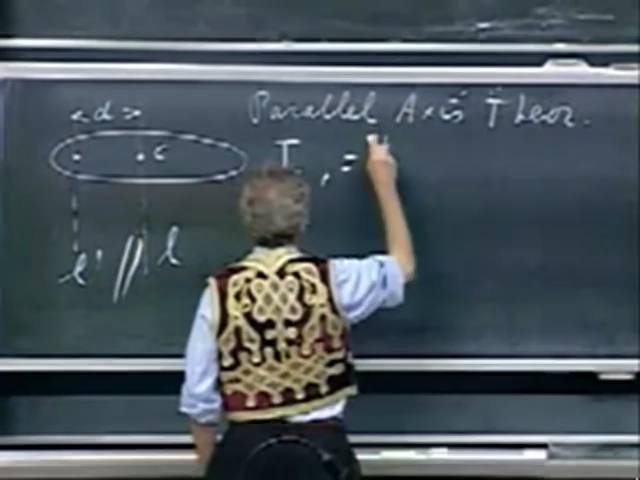 d
Parallel Axis Theor.
c
I , =
l' // l